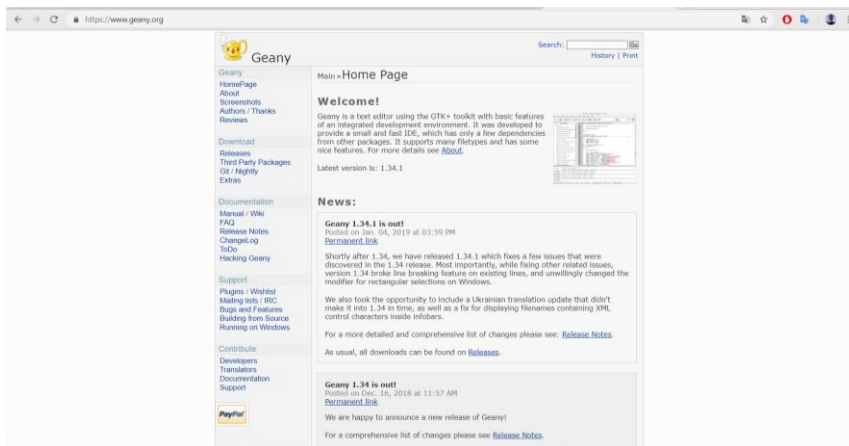 https://www.geany.org
Geany
Search:
Go
History | Print
Geany
HomePage
About
Screenshots
Authors / Thanks
Reviews
Download
Releases
Third Party Packages
Git / Nightly
Extras
Documentation
Manual / Wiki
FAQ
Release Notes
ChangeLog
ToDo
Hacking Geany
Support
Plugins / Wishlist
Mailing lists / IRC
Bugs and Features
Building from Source
Running on Windows
Contribute
Developers
Translators
Documentation
Support
PayPal
Main » Home Page
Welcome!
Geany is a text editor using the GTK+ toolkit with basic features
of an integrated development environment. It was developed to
provide a small and fast IDE, which has only a few dependencies
from other packages. It supports many filetypes and has some
nice features. For more details see About.
Latest version is: 1.34.1
News:
Geany 1.34.1 is out!
Posted on Jan. 04, 2019 at 03:59 PM
Permanent link
Shortly after 1.34, we have released 1.34.1 which fixes a few issues that were
discovered in the 1.34 release. Most importantly, while fixing other related issues,
version 1.34 broke line breaking feature on existing lines, and unwillingly changed the
modifier for rectangular selections on Windows.
We also took the opportunity to include a Ukrainian translation update that didn't
make it into 1.34 in time, as well as a fix for displaying filenames containing XML
control characters inside infobars.
For a more detailed and comprehensive list of changes please see: Release Notes.
As usual, all downloads can be found on Releases.
Geany 1.34 is out!
Posted on Dec. 16, 2018 at 11:57 AM
Permanent link
We are happy to announce a new release of Geany!
For a comprehensive list of changes please see Release Notes.